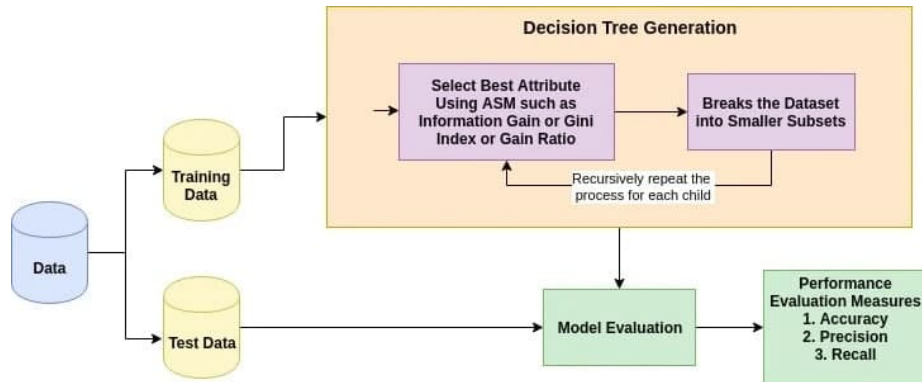 Decision Tree Generation
Select Best Attribute
Using ASM such as
Information Gain or Gini
Index or Gain Ratio
Breaks the Dataset
into Smaller Subsets
Recursively repeat the
process for each child
Training
Data
Data
Test Data
Model Evaluation
Performance
Evaluation Measures
1. Accuracy
2. Precision
3. Recall